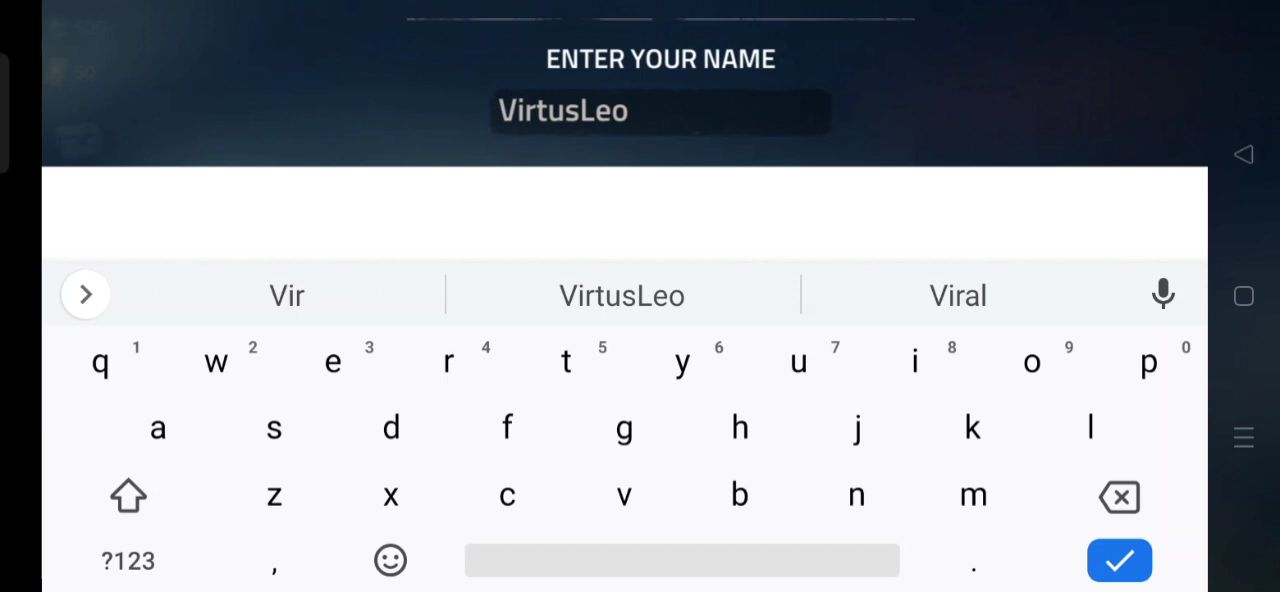 ENTER YOUR NAME
VirtusLeo
Vir VirtusLeo Viral
q 1 w 2 e 3 r 4 t 5 y 6 u 7 i 8 o 9 p 0
a s d f g h j k l
z x c v b n m
?123 , .